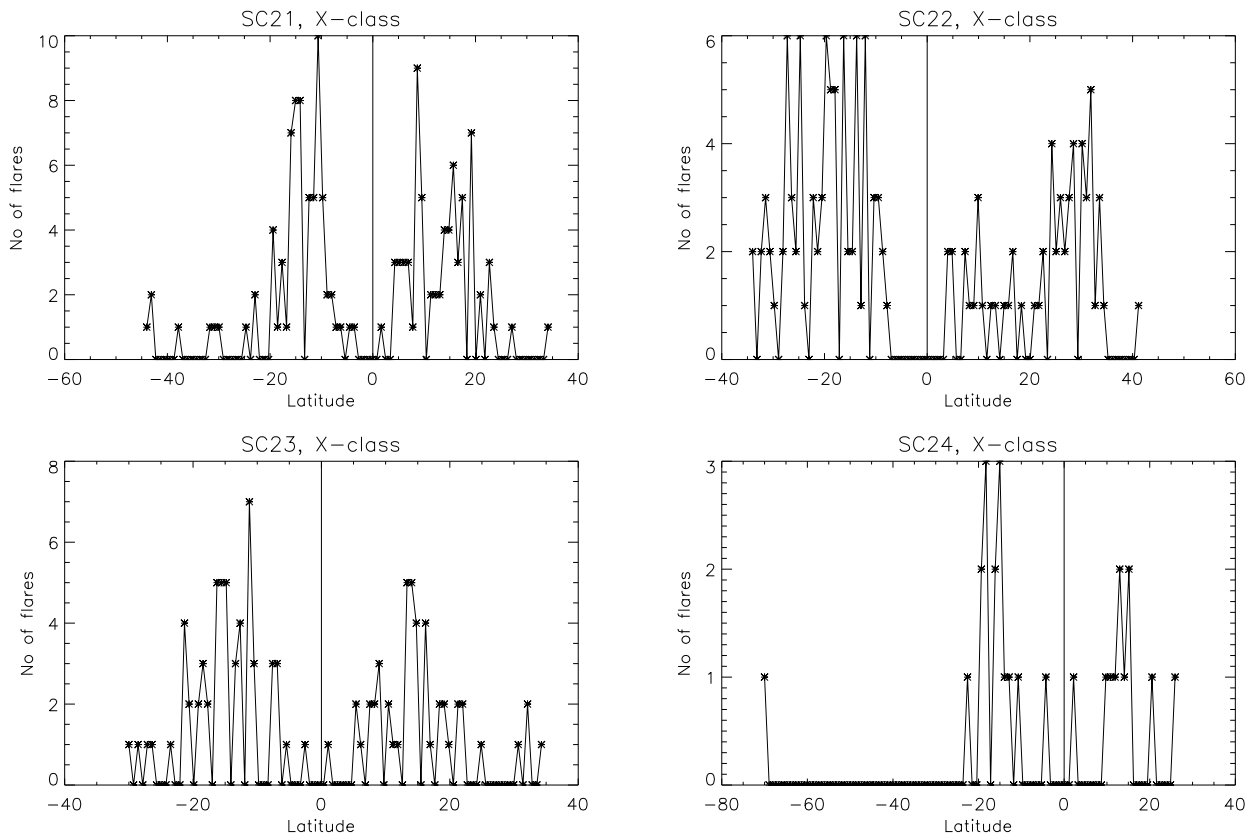 SC21, X-class
10
8
6
4
2
0
No of flares
-60 -40 -20 0 20 40
Latitude
SC22, X-class
6
4
2
0
No of flares
-40 -20 0 20 40 60
Latitude
SC23, X-class
8
6
4
2
0
No of flares
-40 -20 0 20 40
Latitude
SC24, X-class
3
2
1
0
No of flares
-80 -60 -40 -20 0 20 40
Latitude